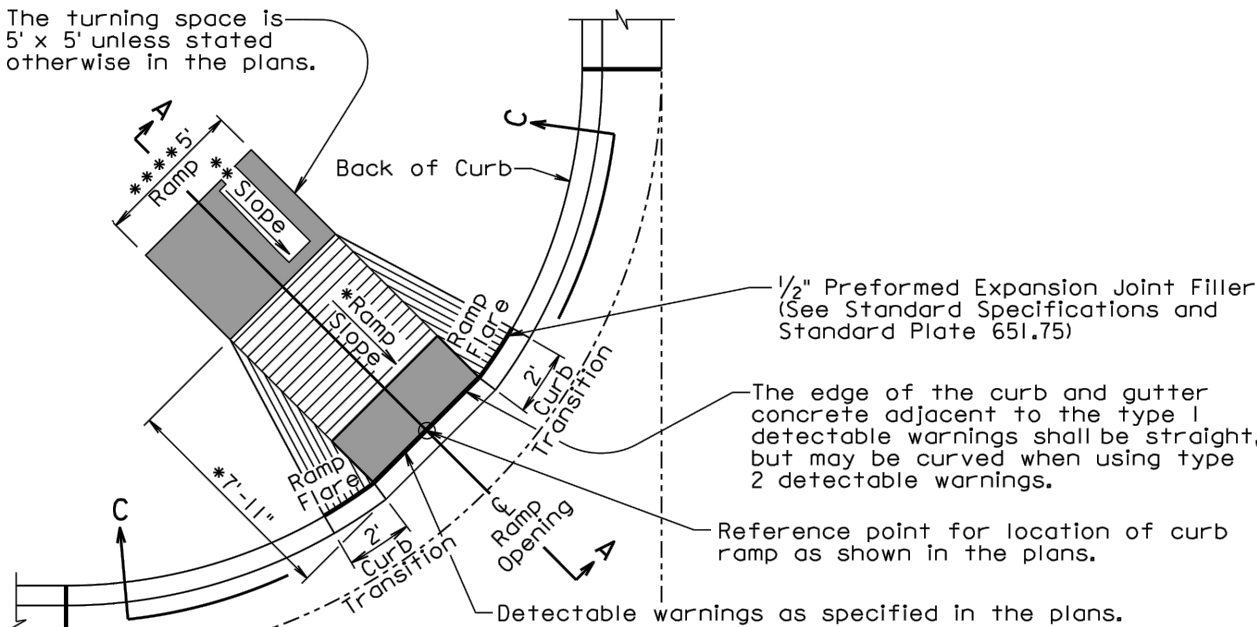 The turning space is
5' x 5' unless stated
otherwise in the plans.
A
****5'
Ramp
**
Slope
C
Back of Curb
*Ramp
Slope
Ramp
Flare
1/2" Preformed Expansion Joint Filler
(See Standard Specifications and
Standard Plate 651.75)
2'
Curb
Transition
The edge of the curb and gutter
concrete adjacent to the type 1
detectable warnings shall be straight,
but may be curved when using type
2 detectable warnings.
*7'-11"
Ramp
Flare
C
2'
Curb
Transition
℄
Ramp
Opening
A
Reference point for location of curb
ramp as shown in the plans.
Detectable warnings as specified in the plans.